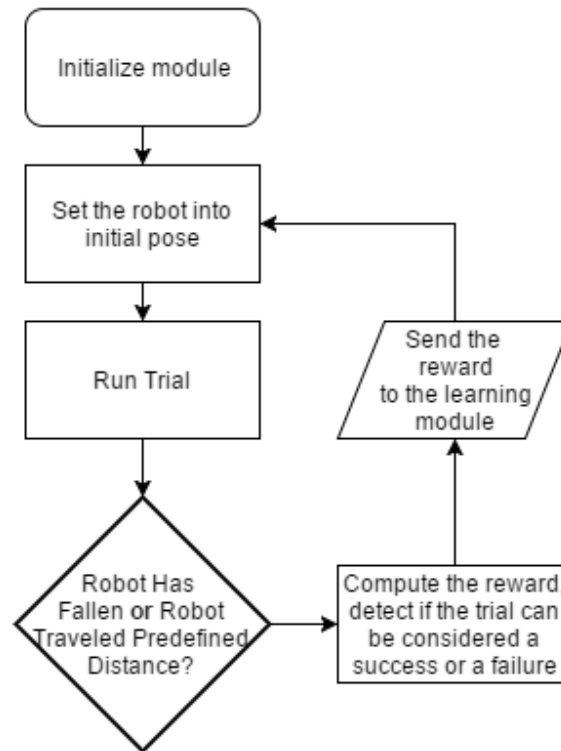 Initialize module
Set the robot into
initial pose
Run Trial
Send the
reward
to the learning
module
Robot Has
Fallen or Robot
Traveled Predefined
Distance?
Compute the reward,
detect if the trial can
be considered a
success or a failure